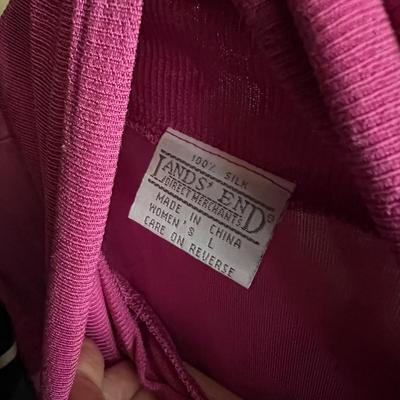 100% SILK
LANDS' END®
DIRECT MERCHANTS
MADE IN CHINA
WOMEN'S L
CARE ON REVERSE